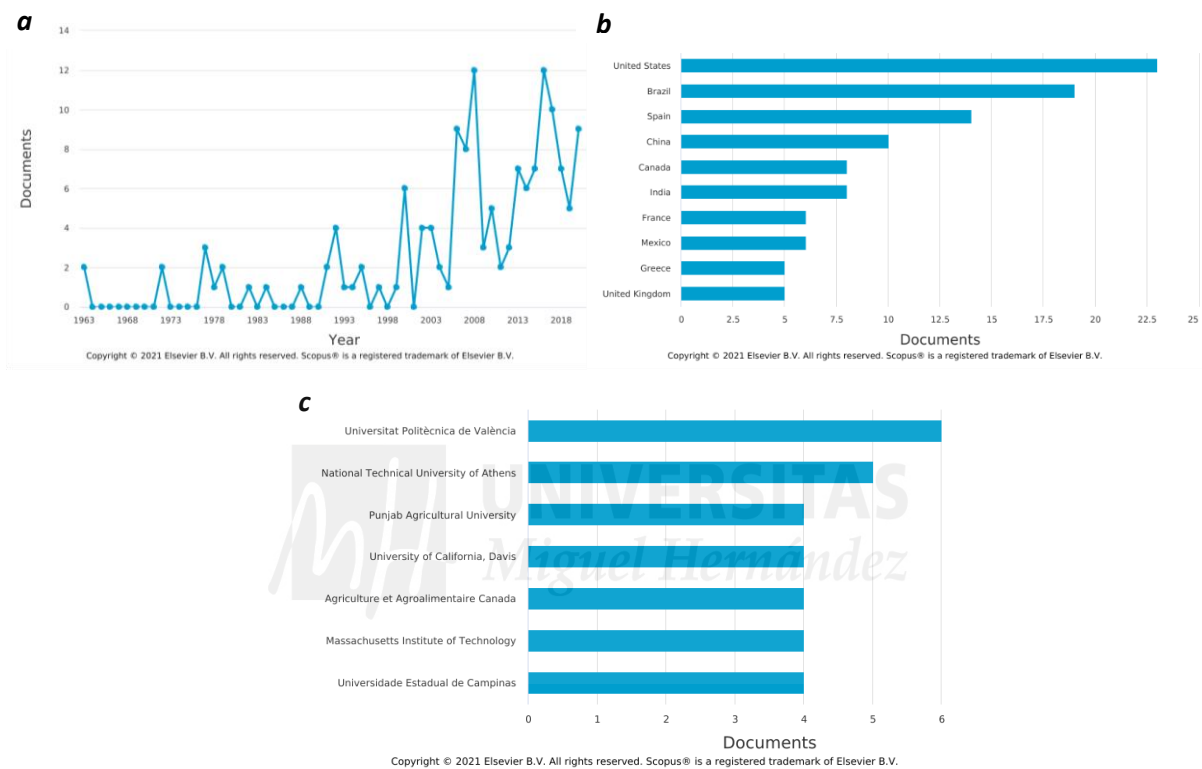 a
14
12
10
8
6
4
2
0
Documents
1963 1968 1973 1978 1983 1988 1993 1998 2003 2008 2013 2018
Year
Copyright © 2021 Elsevier B.V. All rights reserved. Scopus® is a registered trademark of Elsevier B.V.
b
United States
Brazil
Spain
China
Canada
India
France
Mexico
Greece
United Kingdom
0 2.5 5 7.5 10 12.5 15 17.5 20 22.5 25
Documents
Copyright © 2021 Elsevier B.V. All rights reserved. Scopus® is a registered trademark of Elsevier B.V.
c
Universitat Politècnica de València
National Technical University of Athens
Punjab Agricultural University
University of California, Davis
Agriculture et Agroalimentaire Canada
Massachusetts Institute of Technology
Universidade Estadual de Campinas
0 1 2 3 4 5 6
Documents
Copyright © 2021 Elsevier B.V. All rights reserved. Scopus® is a registered trademark of Elsevier B.V.
UNIVERSITAS
Miguel Hernández